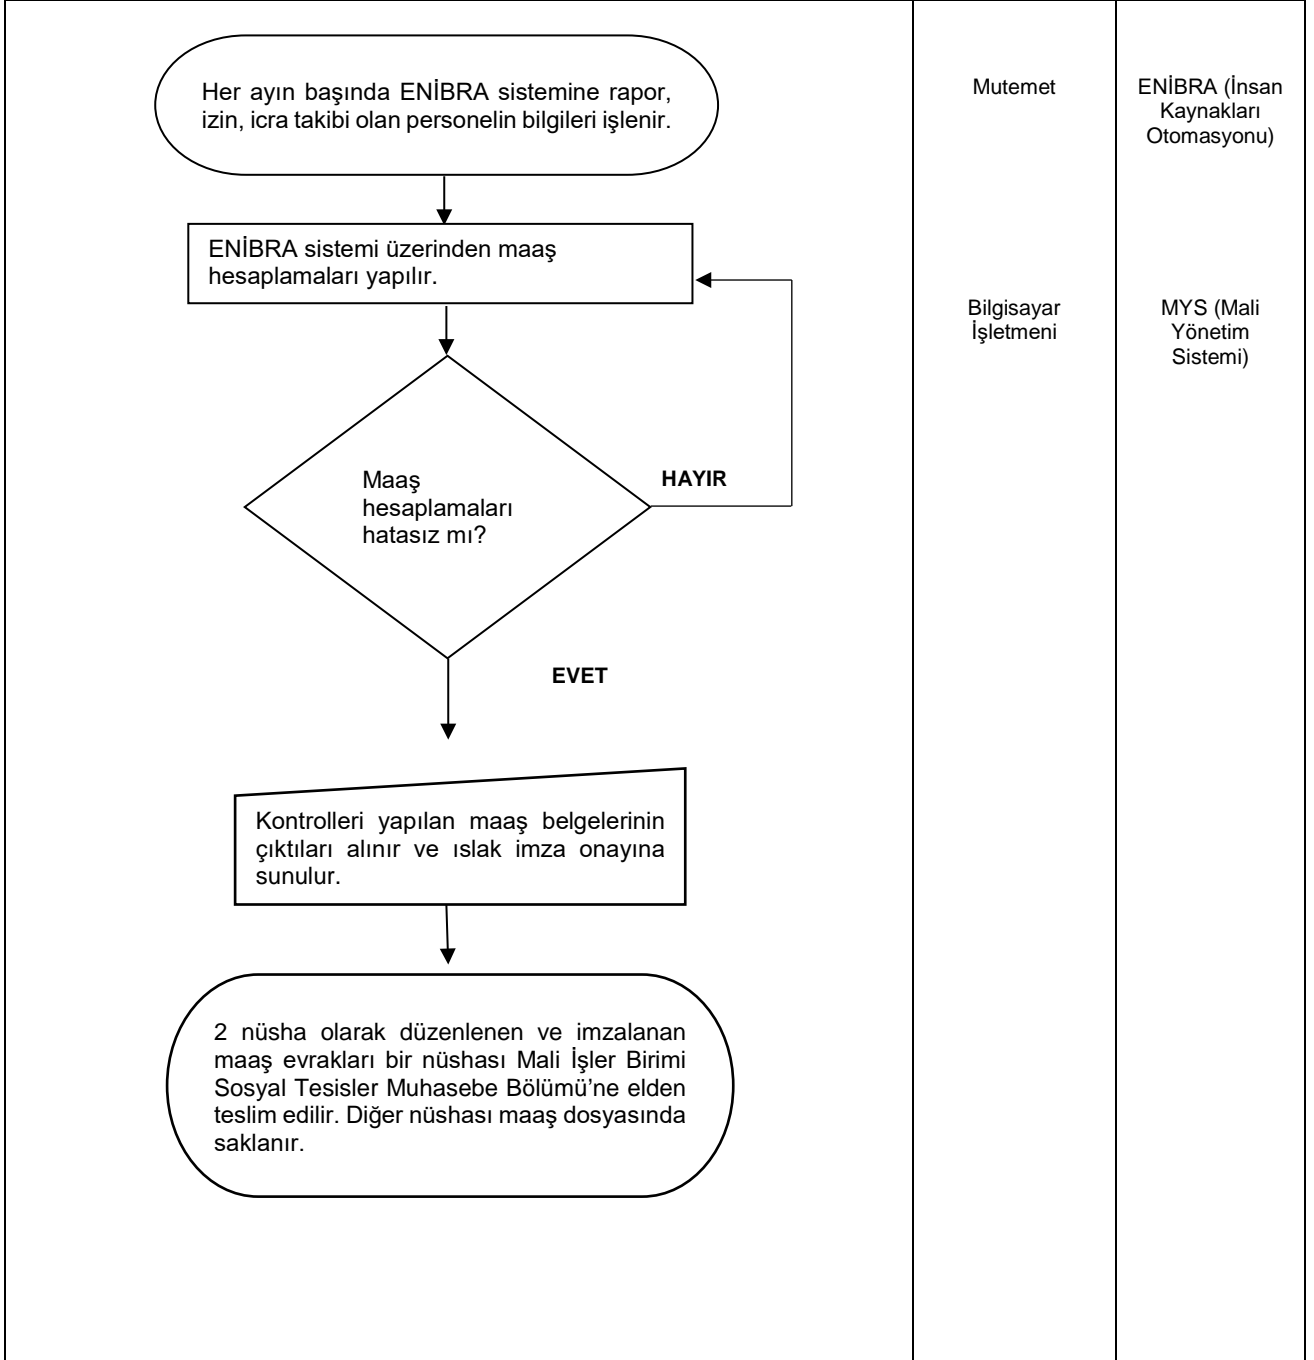 Her ayın başında ENİBRA sistemine rapor,
izin, icra takibi olan personelin bilgileri işlenir.
Mutemet
ENİBRA (İnsan
Kaynakları
Otomasyonu)
ENİBRA sistemi üzerinden maaş
hesaplamaları yapılır.
Bilgisayar
İşletmeni
MYS (Mali
Yönetim
Sistemi)
Maaş
hesaplamaları
hatasız mı?
HAYIR
EVET
Kontrolleri yapılan maaş belgelerinin
çıktıları alınır ve ıslak imza onayına
sunulur.
2 nüsha olarak düzenlenen ve imzalanan
maaş evrakları bir nüshası Mali İşler Birimi
Sosyal Tesisler Muhasebe Bölümü’ne elden
teslim edilir. Diğer nüshası maaş dosyasında
saklanır.